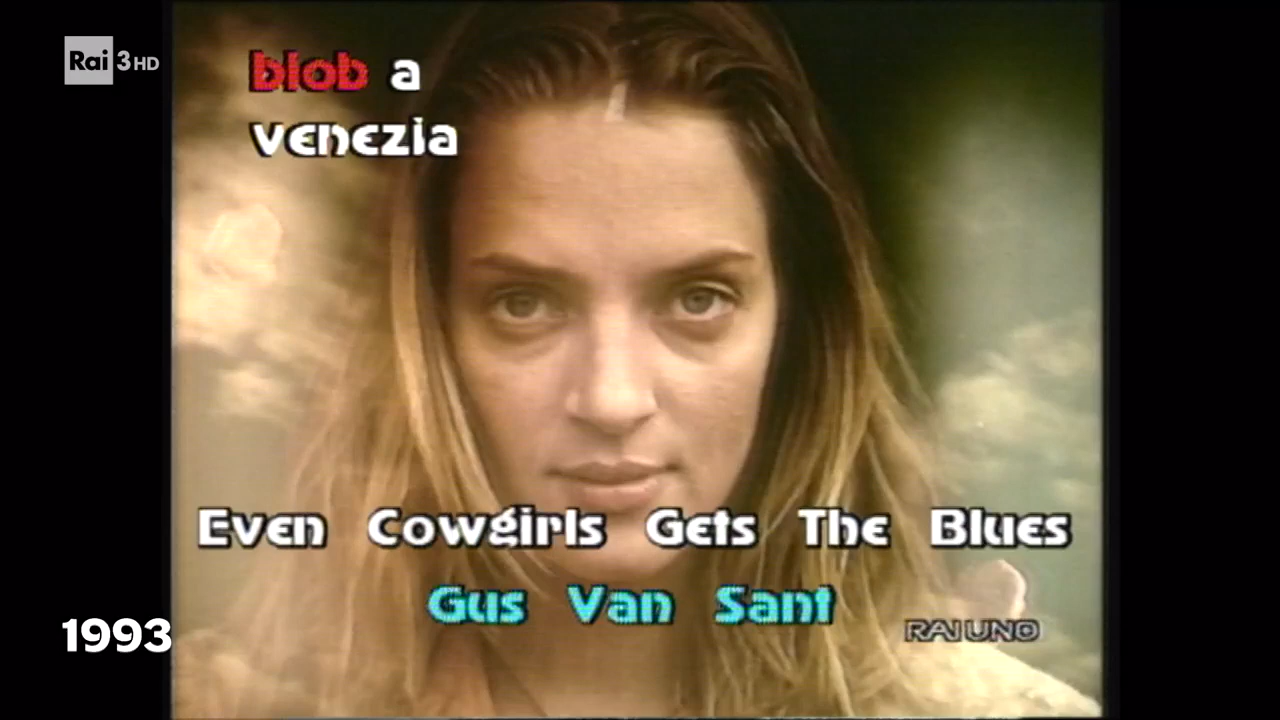 Rai 3HD
blob a
venezia
Even Cowgirls Gets The Blues
Gus Van Sant
RAI UNO
1993